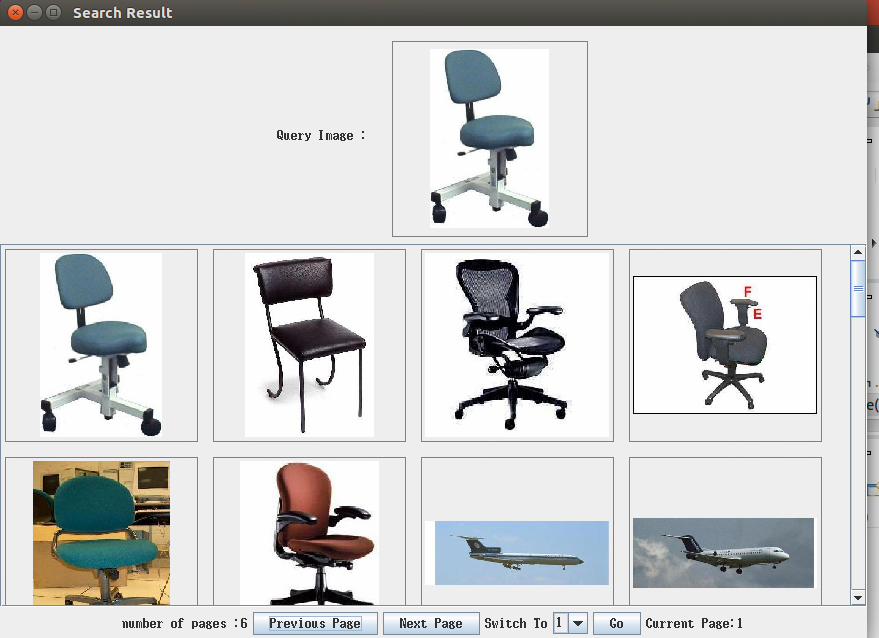 Search Result
Query Image :
F
E
number of pages :6
Previous Page
Next Page
Switch To
1
Go
Current Page:1